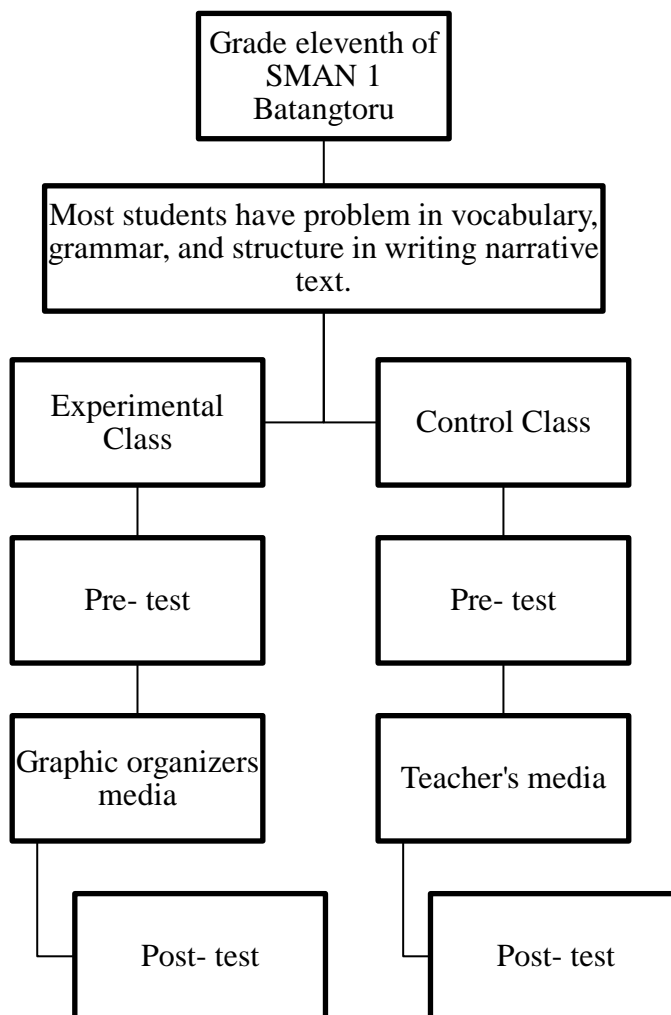 Grade eleventh of
SMAN 1
Batangtoru
Most students have problem in vocabulary,
grammar, and structure in writing narrative
text.
Experimental
Class
Control Class
Pre- test
Pre- test
Graphic organizers
media
Teacher's media
Post- test
Post- test